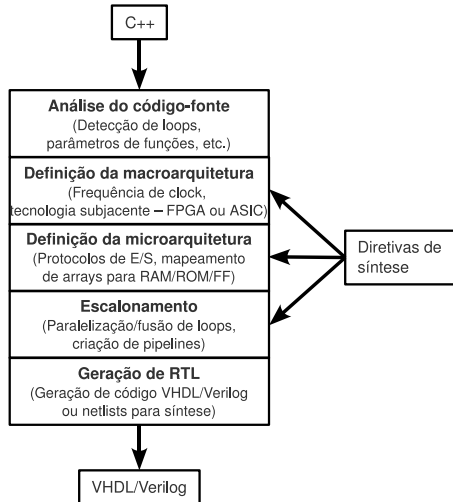 C++
Análise do código-fonte
(Detecção de loops,
parâmetros de funções, etc.)
Definição da macroarquitetura
(Frequência de clock,
tecnologia subjacente – FPGA ou ASIC)
Definição da microarquitetura
(Protocolos de E/S, mapeamento
de arrays para RAM/ROM/FF)
Escalonamento
(Paralelização/fusão de loops,
criação de pipelines)
Geração de RTL
(Geração de código VHDL/Verilog
ou netlists para síntese)
Diretivas de
síntese
VHDL/Verilog